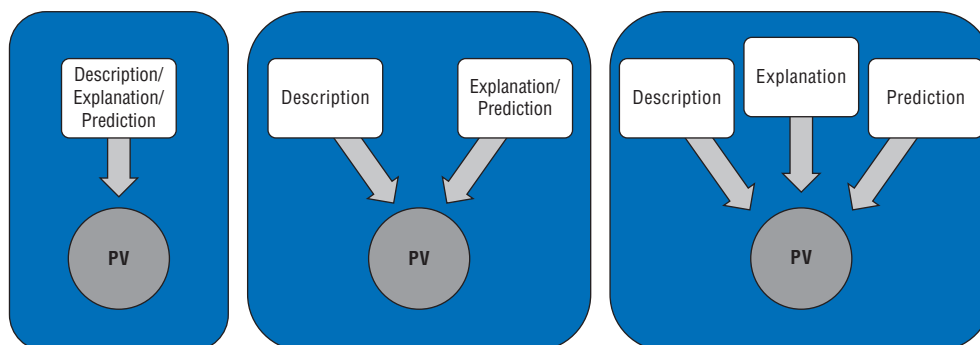 Description/
Explanation/
Prediction
PV
Description
Explanation/
Prediction
PV
Description
Explanation
Prediction
PV